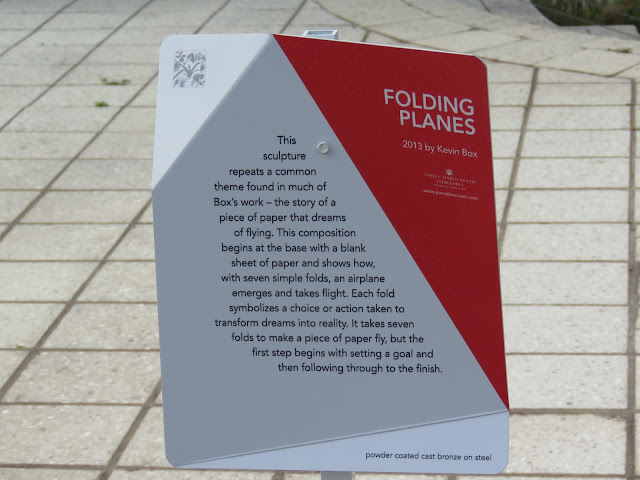 FOLDING
PLANES
2013 by Kevin Box
NAPLES, MARCO ISLAND
EVERGLADES
www.paradisecoast.com
This
sculpture
repeats a common
theme found in much of
Box's work – the story of a
piece of paper that dreams
of flying. This composition
begins at the base with a blank
sheet of paper and shows how,
with seven simple folds, an airplane
emerges and takes flight. Each fold
symbolizes a choice or action taken to
transform dreams into reality. It takes seven
folds to make a piece of paper fly, but the
first step begins with setting a goal and
then following through to the finish.
powder coated cast bronze on steel